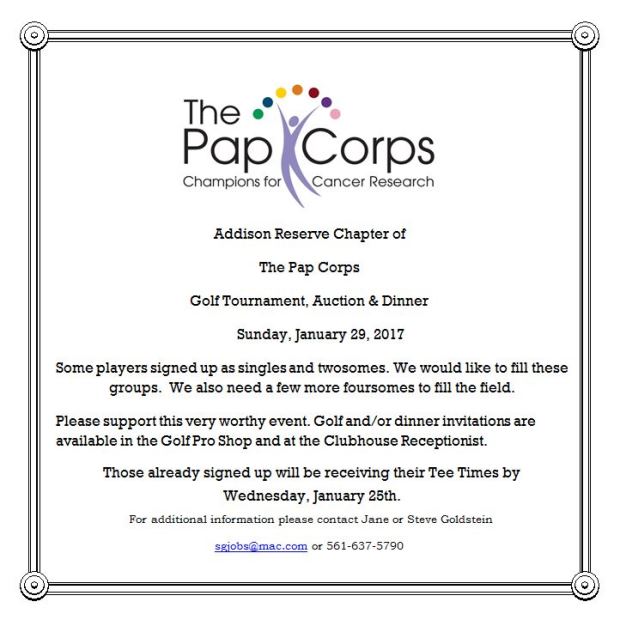 The
Pap Corps
Champions for Cancer Research
Addison Reserve Chapter of
The Pap Corps
Golf Tournament, Auction & Dinner
Sunday, January 29, 2017
Some players signed up as singles and twosomes. We would like to fill these
groups. We also need a few more foursomes to fill the field.
Please support this very worthy event. Golf and/or dinner invitations are
available in the Golf Pro Shop and at the Clubhouse Receptionist.
Those already signed up will be receiving their Tee Times by
Wednesday, January 25th.
For additional information please contact Jane or Steve Goldstein
sgjobs@mac.com or 561-637-5790